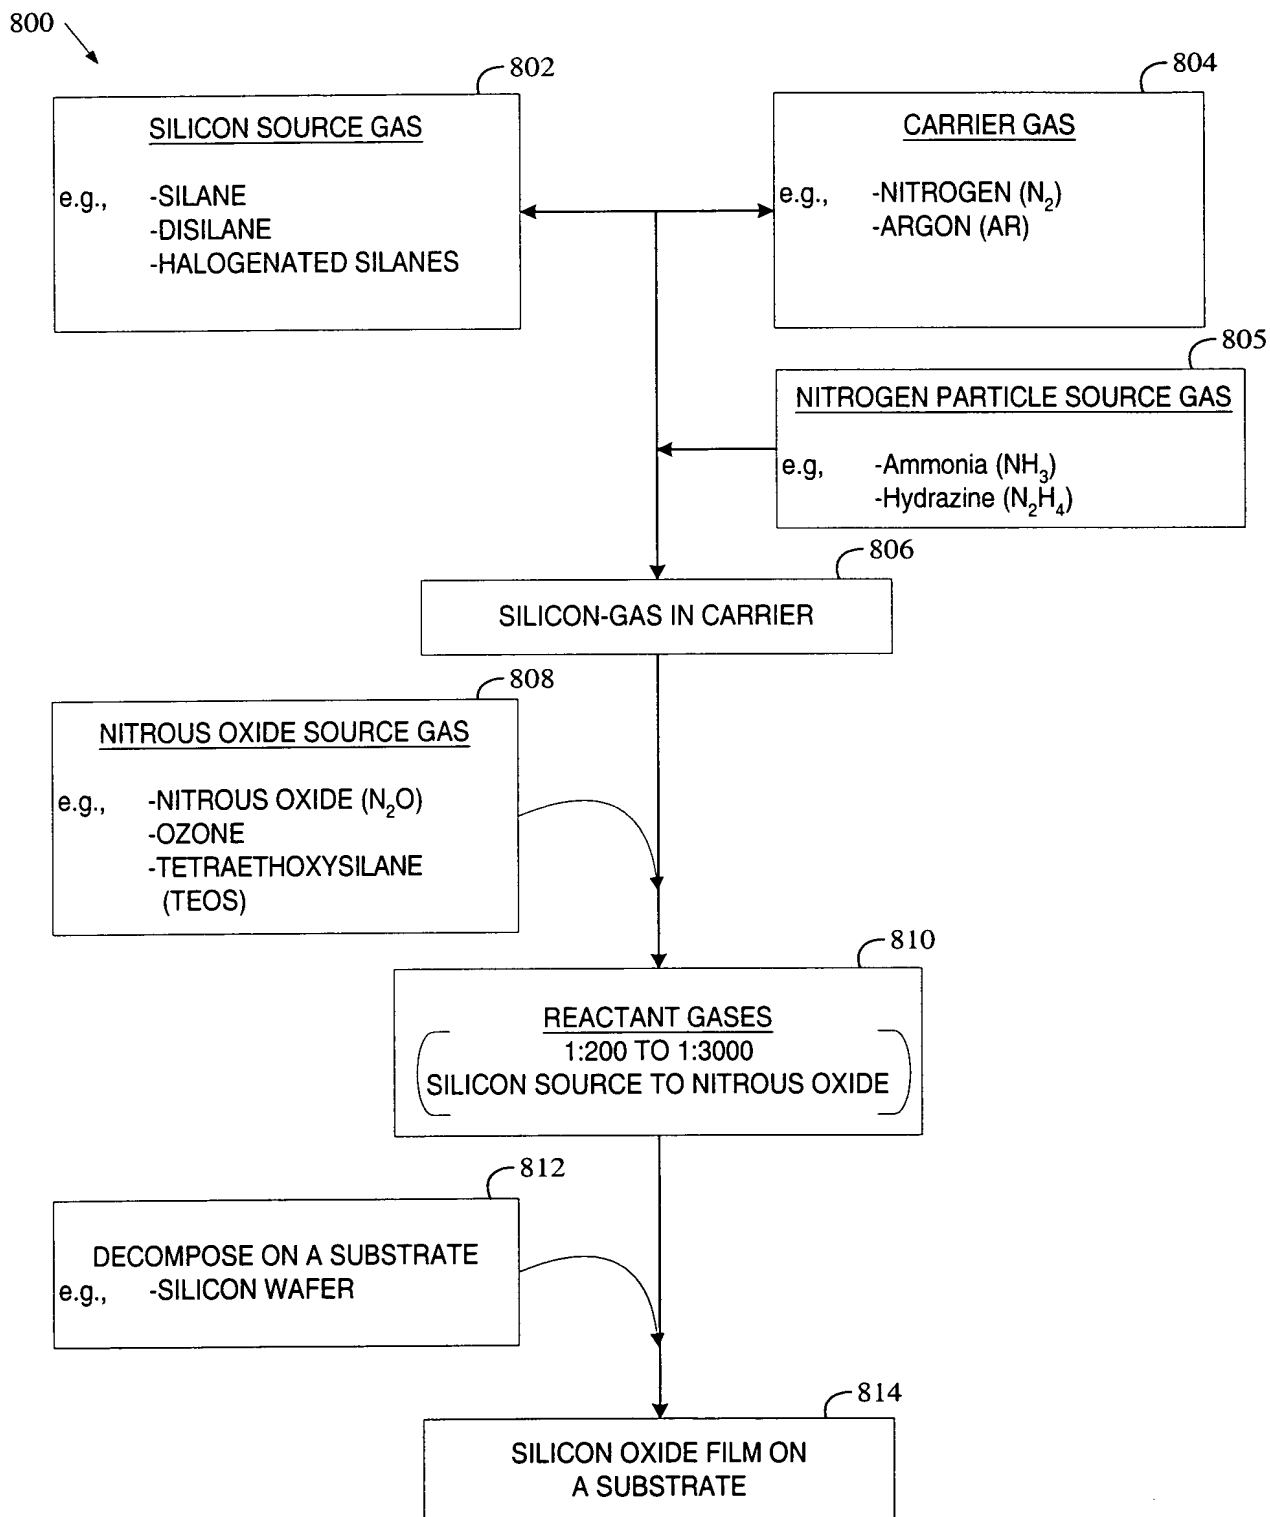 800
802
SILICON SOURCE GAS
e.g., -SILANE
-DISILANE
-HALOGENATED SILANES
804
CARRIER GAS
e.g., -NITROGEN (N₂)
-ARGON (AR)
805
NITROGEN PARTICLE SOURCE GAS
e.g, -Ammonia (NH₃)
-Hydrazine (N₂H₄)
806
SILICON-GAS IN CARRIER
808
NITROUS OXIDE SOURCE GAS
e.g., -NITROUS OXIDE (N₂O)
-OZONE
-TETRAETHOXYSILANE
(TEOS)
810
REACTANT GASES
1:200 TO 1:3000
SILICON SOURCE TO NITROUS OXIDE
812
DECOMPOSE ON A SUBSTRATE
e.g., -SILICON WAFER
814
SILICON OXIDE FILM ON
A SUBSTRATE